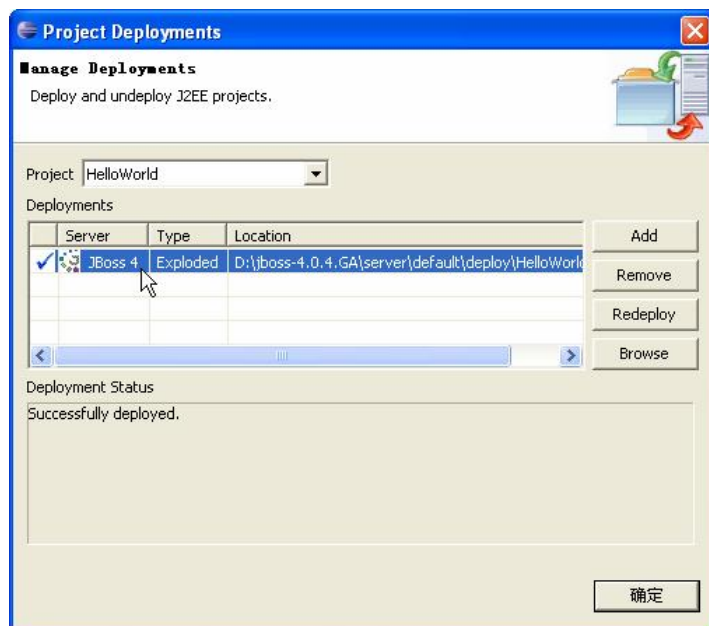 Project Deployments
Manage Deployments
Deploy and undeploy J2EE projects.
Project HelloWorld
Deployments
Server Type Location Add
JBoss 4 Exploded D:\jboss-4.0.4.GA\server\default\deploy\HelloWorld
Remove
Redeploy
Browse
Deployment Status
Successfully deployed.
确定